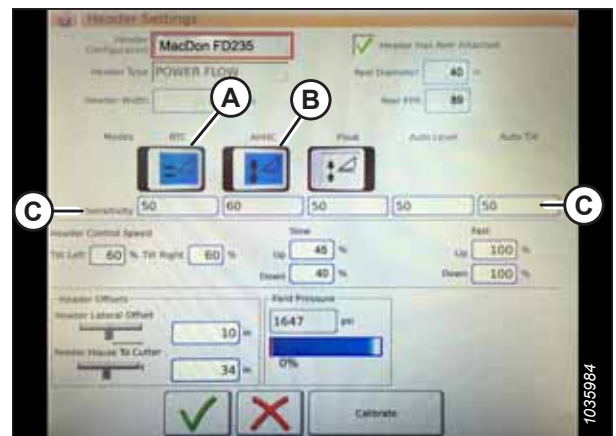 Header Settings
Header Configuration MacDon FD235 Header Has Reel Attached
Header Type POWER FLOW Reel Diameter 40 in
Header Width Reel PPR 89
A B
Modes RTC AHHC Float Auto Level Auto Tilt
C Sensitivity 50 60 50 50 50 C
Header Control Speed Slow Fast
Tilt Left 60 % Tilt Right 60 % Up 45 % Up 100 %
Down 40 % Down 100 %
Header Offsets Field Pressure
Header Lateral Offset 10 in 1647 psi
Feeder House To Cutter 34 in 0%
Calibrate
1035984